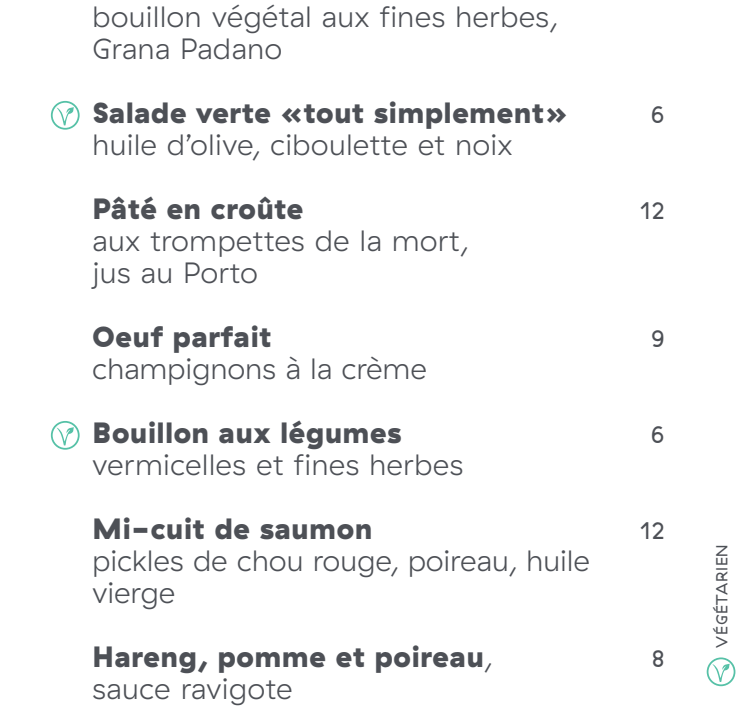 bouillon végétal aux fines herbes,
Grana Padano
Salade verte «tout simplement» 6
huile d'olive, ciboulette et noix
Pâté en croûte 12
aux trompettes de la mort,
jus au Porto
Oeuf parfait 9
champignons à la crème
Bouillon aux légumes 6
vermicelles et fines herbes
Mi-cuit de saumon 12
pickles de chou rouge, poireau, huile
vierge
Hareng, pomme et poireau, 8
sauce ravigote
VÉGÉTARIEN